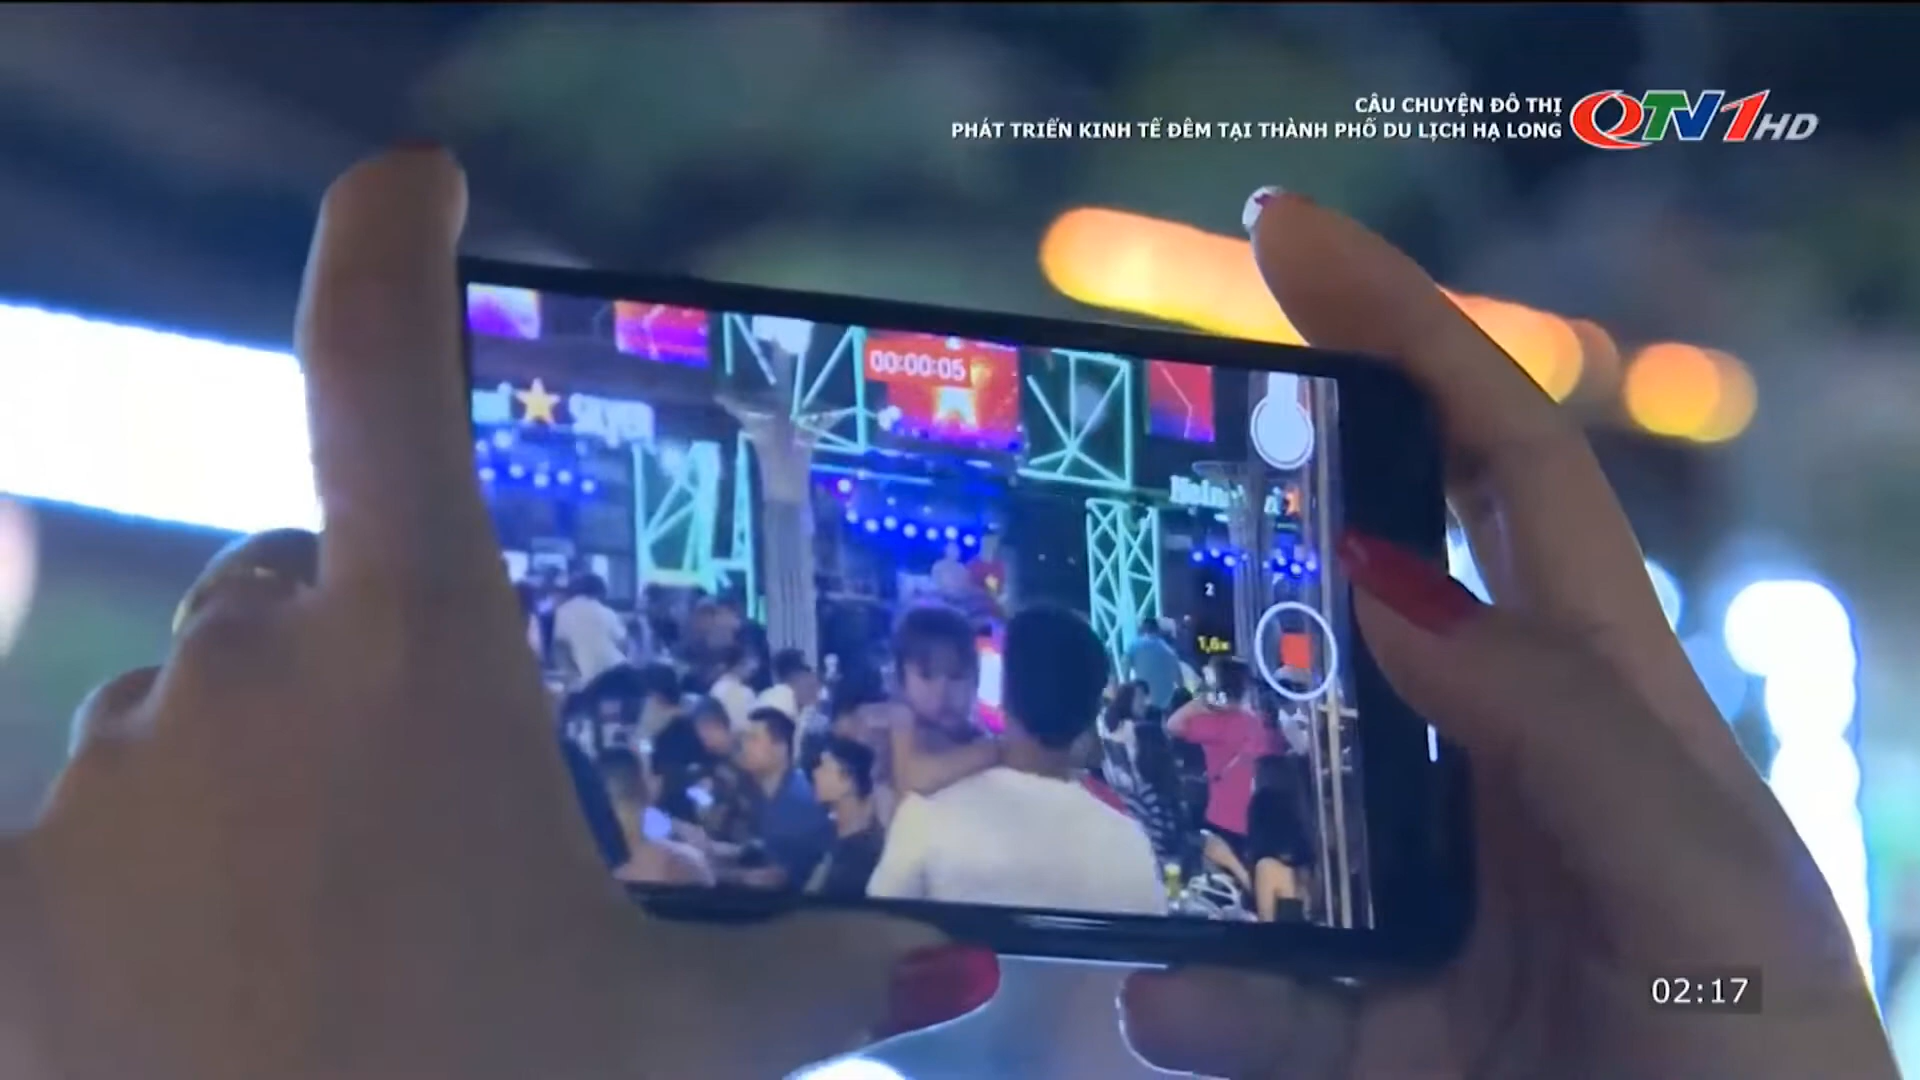 CÂU CHUYỆN ĐÔ THỊ
PHÁT TRIỂN KINH TẾ ĐÊM TẠI THÀNH PHỐ DU LỊCH HẠ LONG
QTV1HD
00:00:05
2
1,6x
02:17